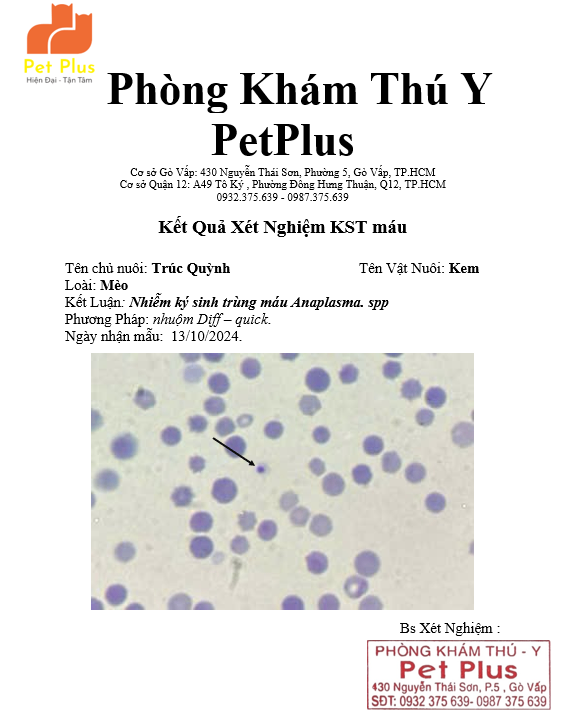 Pet Plus
Hiện Đại - Tận Tâm
Phòng Khám Thú Y
PetPlus
Cơ sở Gò Vấp: 430 Nguyễn Thái Sơn, Phường 5, Gò Vấp, TP.HCM
Cơ sở Quận 12: A49 Tô Ký , Phường Đông Hưng Thuận, Q12, TP.HCM
0932.375.639 - 0987.375.639
Kết Quả Xét Nghiệm KST máu
Tên chủ nuôi: Trúc Quỳnh Tên Vật Nuôi: Kem
Loài: Mèo
Kết Luận: Nhiễm ký sinh trùng máu Anaplasma. spp
Phương Pháp: nhuộm Diff – quick.
Ngày nhận mẫu: 13/10/2024.
Bs Xét Nghiệm :
PHÒNG KHÁM THÚ - Y
Pet Plus
430 Nguyễn Thái Sơn, P.5 , Gò Vấp
SĐT: 0932 375 639- 0987 375 639